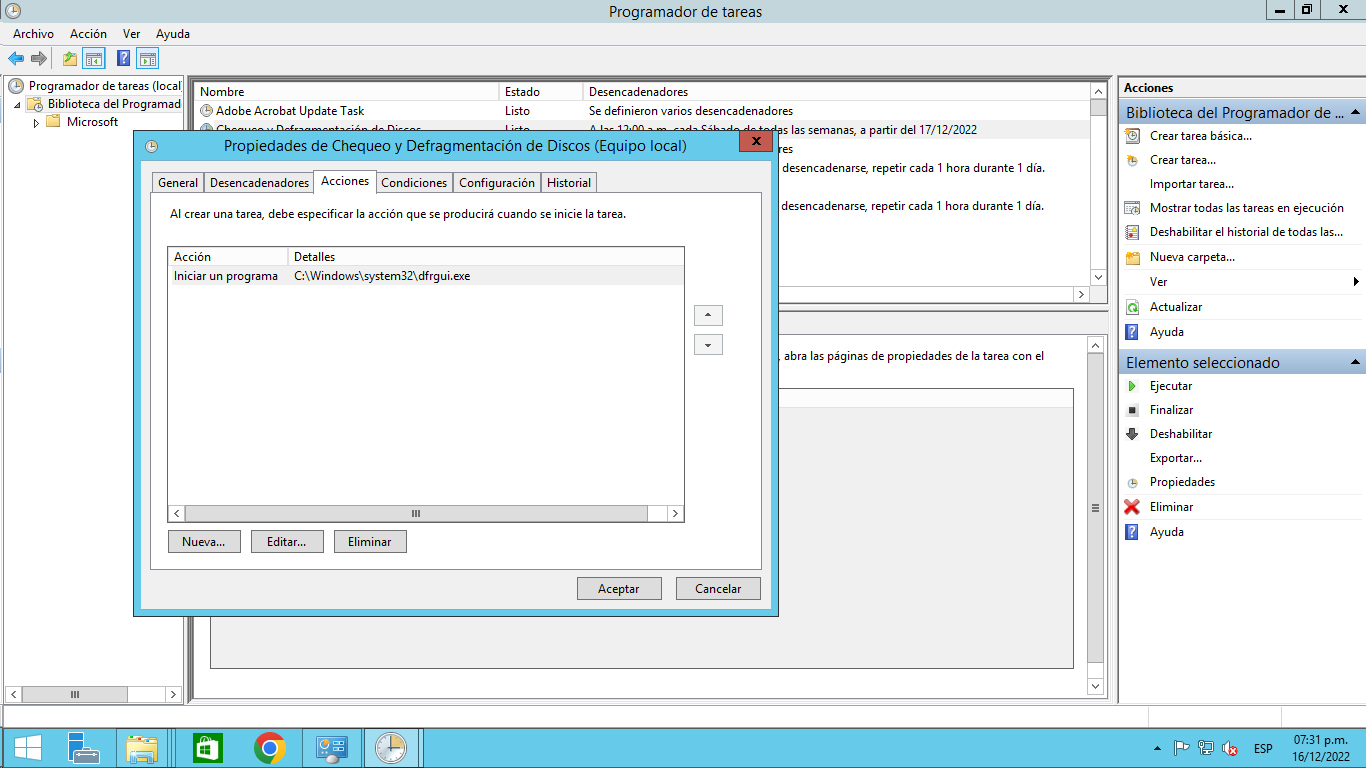 Programador de tareas
Archivo Acción Ver Ayuda
Programador de tareas (local
Biblioteca del Programad
Microsoft
Nombre Estado Desencadenadores
Adobe Acrobat Update Task Listo Se definieron varios desencadenadores
Chequeo y Defragmentación de Discos Listo A las 12:00 a.m. cada Sábado de todas las semanas, a partir del 17/12/2022
res
desencadenarse, repetir cada 1 hora durante 1 día.
desencadenarse, repetir cada 1 hora durante 1 día.
, abra las páginas de propiedades de la tarea con el
Propiedades de Chequeo y Defragmentación de Discos (Equipo local)
General Desencadenadores Acciones Condiciones Configuración Historial
Al crear una tarea, debe especificar la acción que se producirá cuando se inicie la tarea.
Acción Detalles
Iniciar un programa C:\Windows\system32\dfrgui.exe
Nueva... Editar... Eliminar
Aceptar Cancelar
Acciones
Biblioteca del Programador de ...
Crear tarea básica...
Crear tarea...
Importar tarea...
Mostrar todas las tareas en ejecución
Deshabilitar el historial de todas las...
Nueva carpeta...
Ver
Actualizar
Ayuda
Elemento seleccionado
Ejecutar
Finalizar
Deshabilitar
Exportar...
Propiedades
Eliminar
Ayuda
ESP
07:31 p.m.
16/12/2022